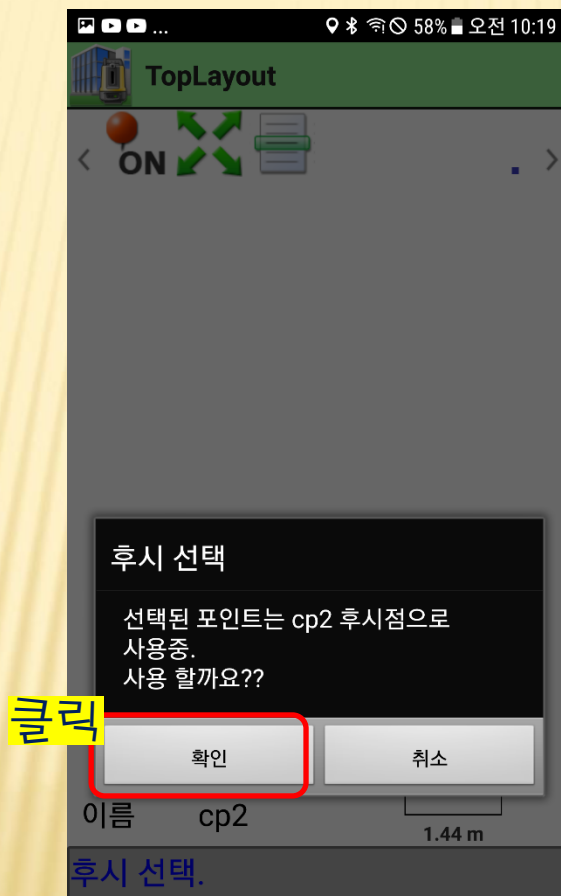 ... 58% 오전 10:19
TopLayout
ON
후시 선택
선택된 포인트는 cp2 후시점으로
사용중.
사용 할까요??
클릭
확인 취소
이름 cp2
1.44 m
후시 선택.